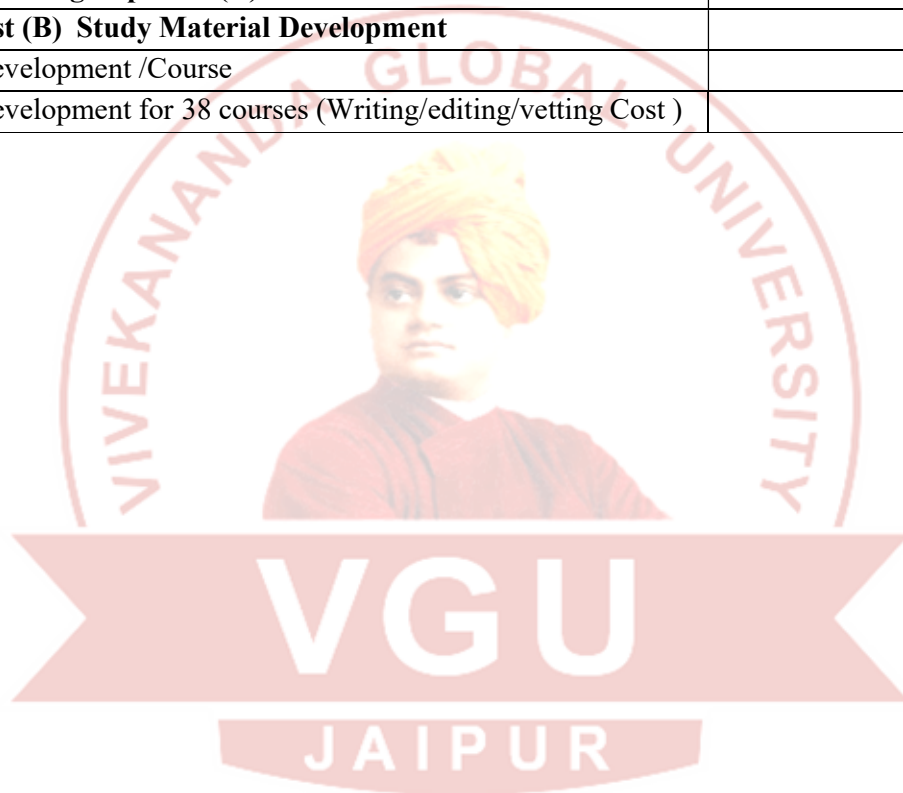 st (B) Study Material Development
evelopment /Course
evelopment for 38 courses (Writing/editing/vetting Cost )
VIVEKANANDA GLOBAL UNIVERSITY
VGU
JAIPUR